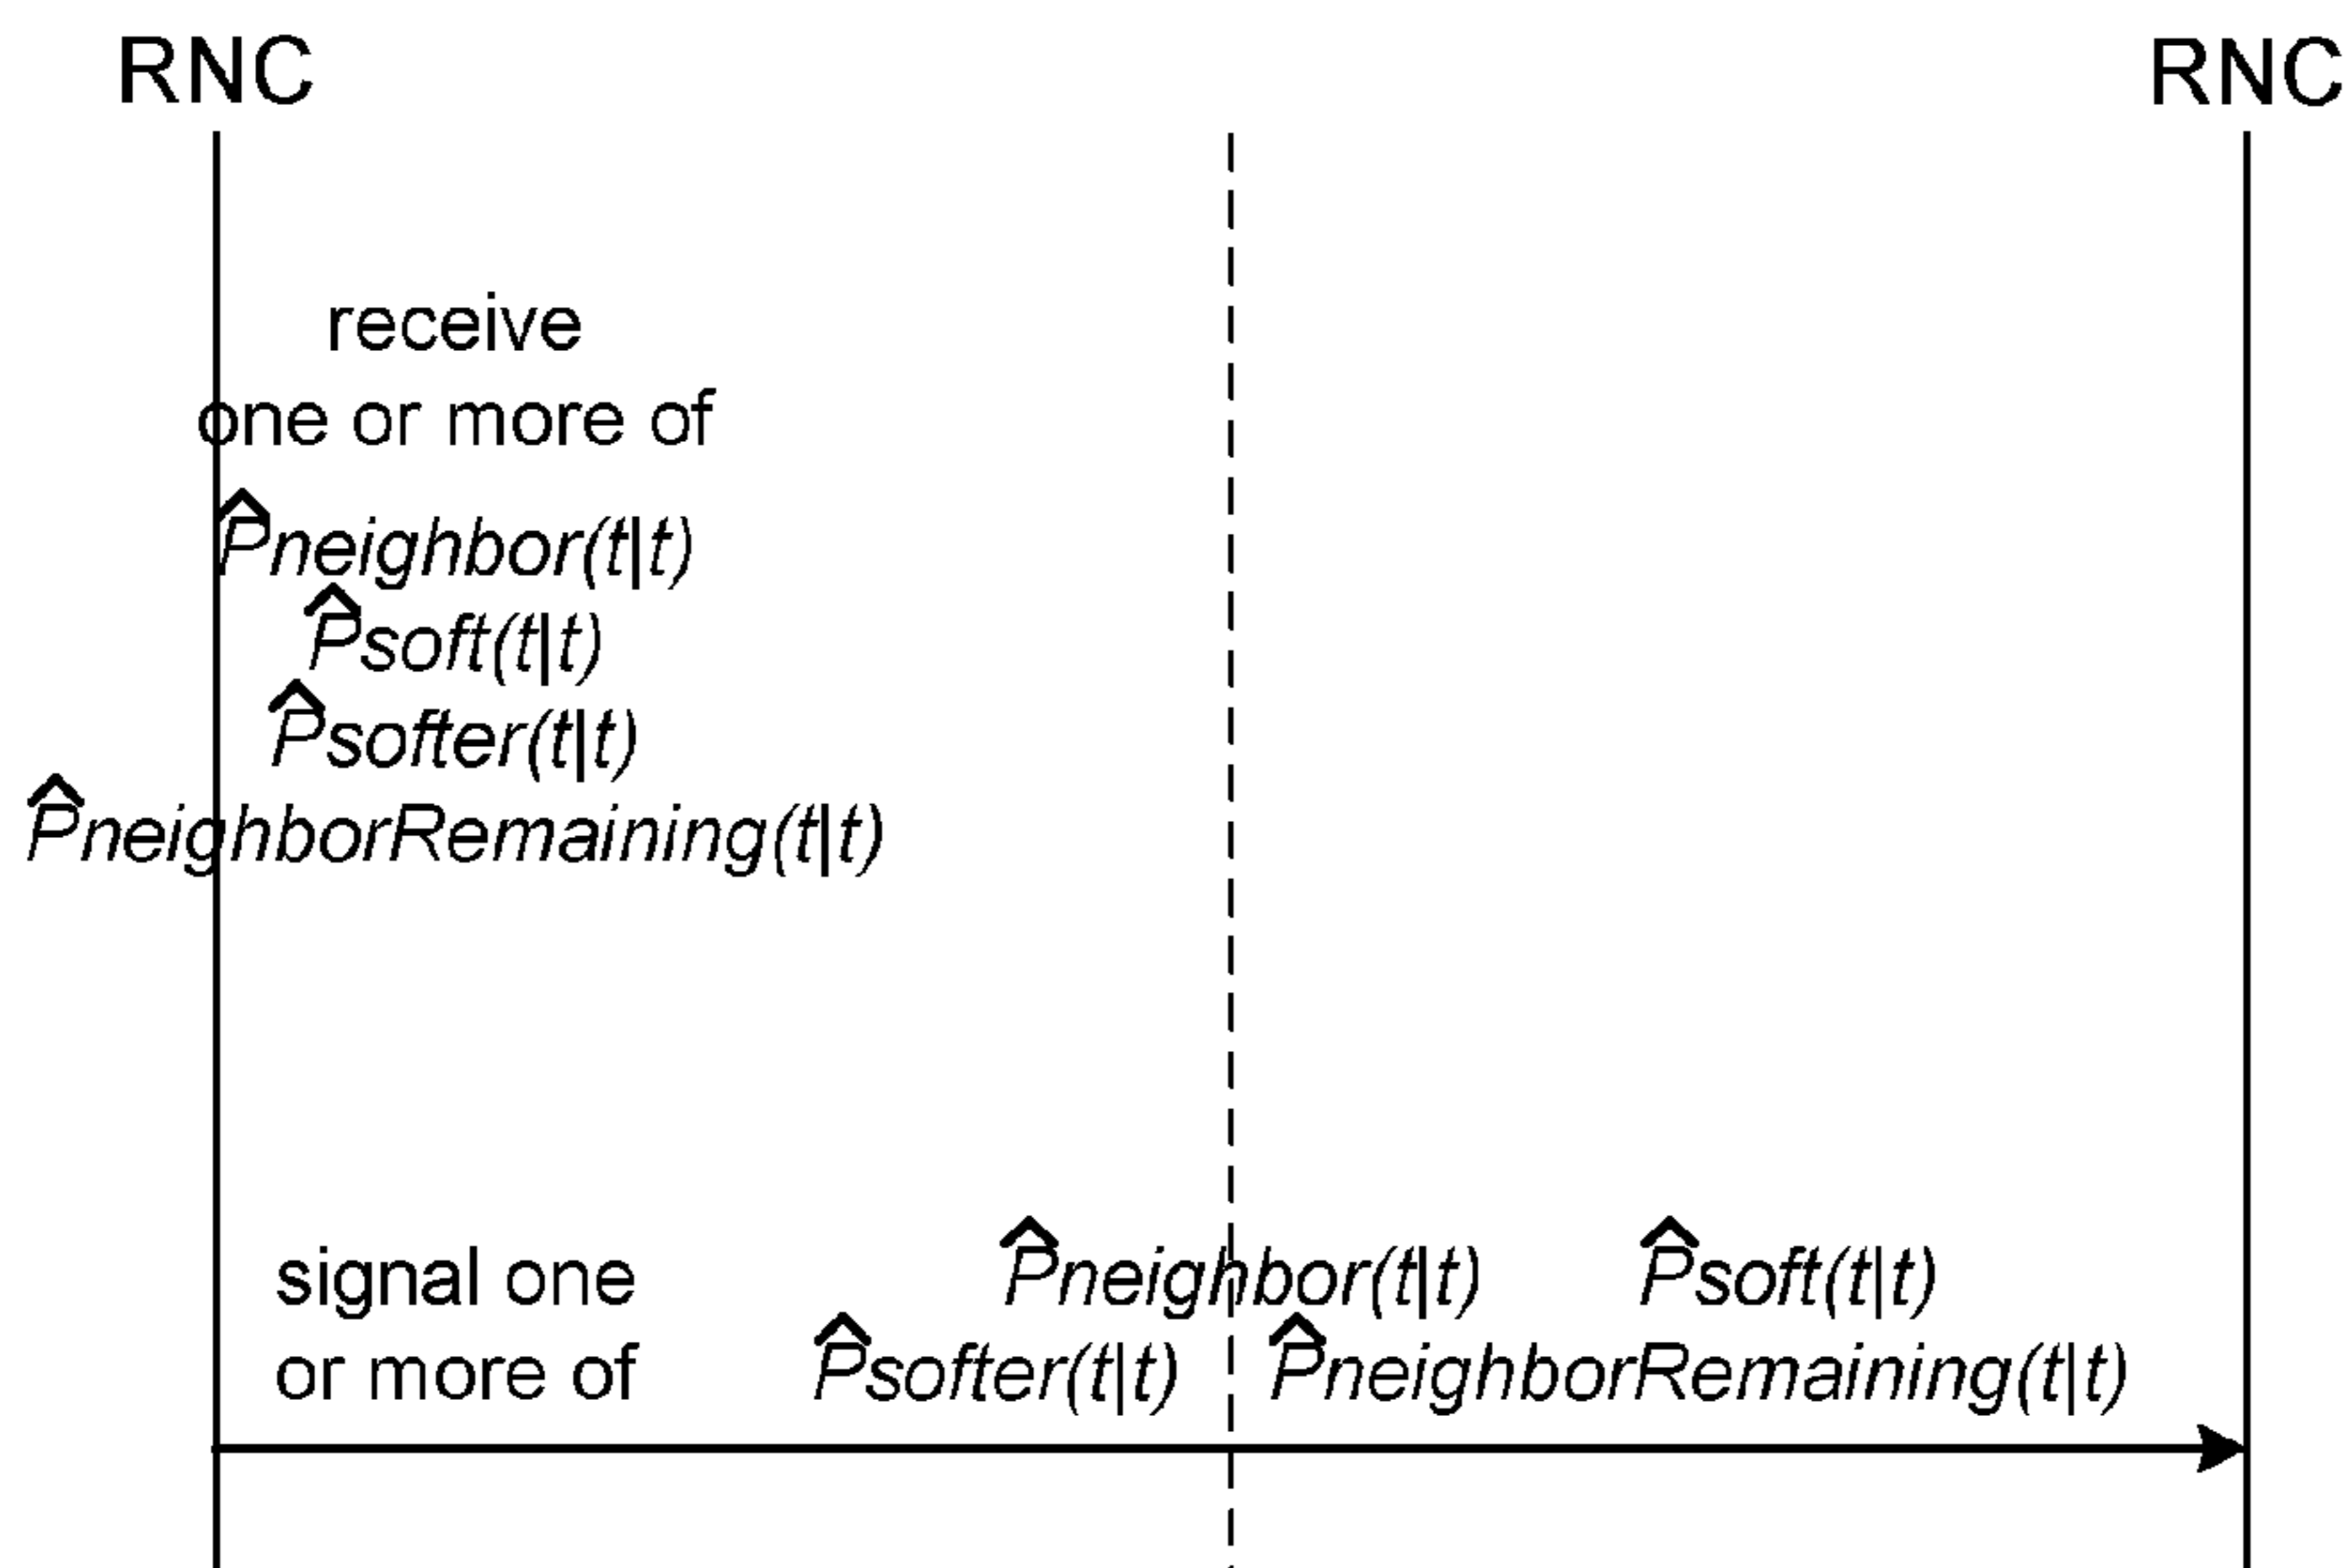 RNC RNC
receive
one or more of
P̂neighbor(t|t)
P̂soft(t|t)
P̂softer(t|t)
P̂neighborRemaining(t|t)
signal one P̂neighbor(t|t) P̂soft(t|t)
or more of P̂softer(t|t) P̂neighborRemaining(t|t)